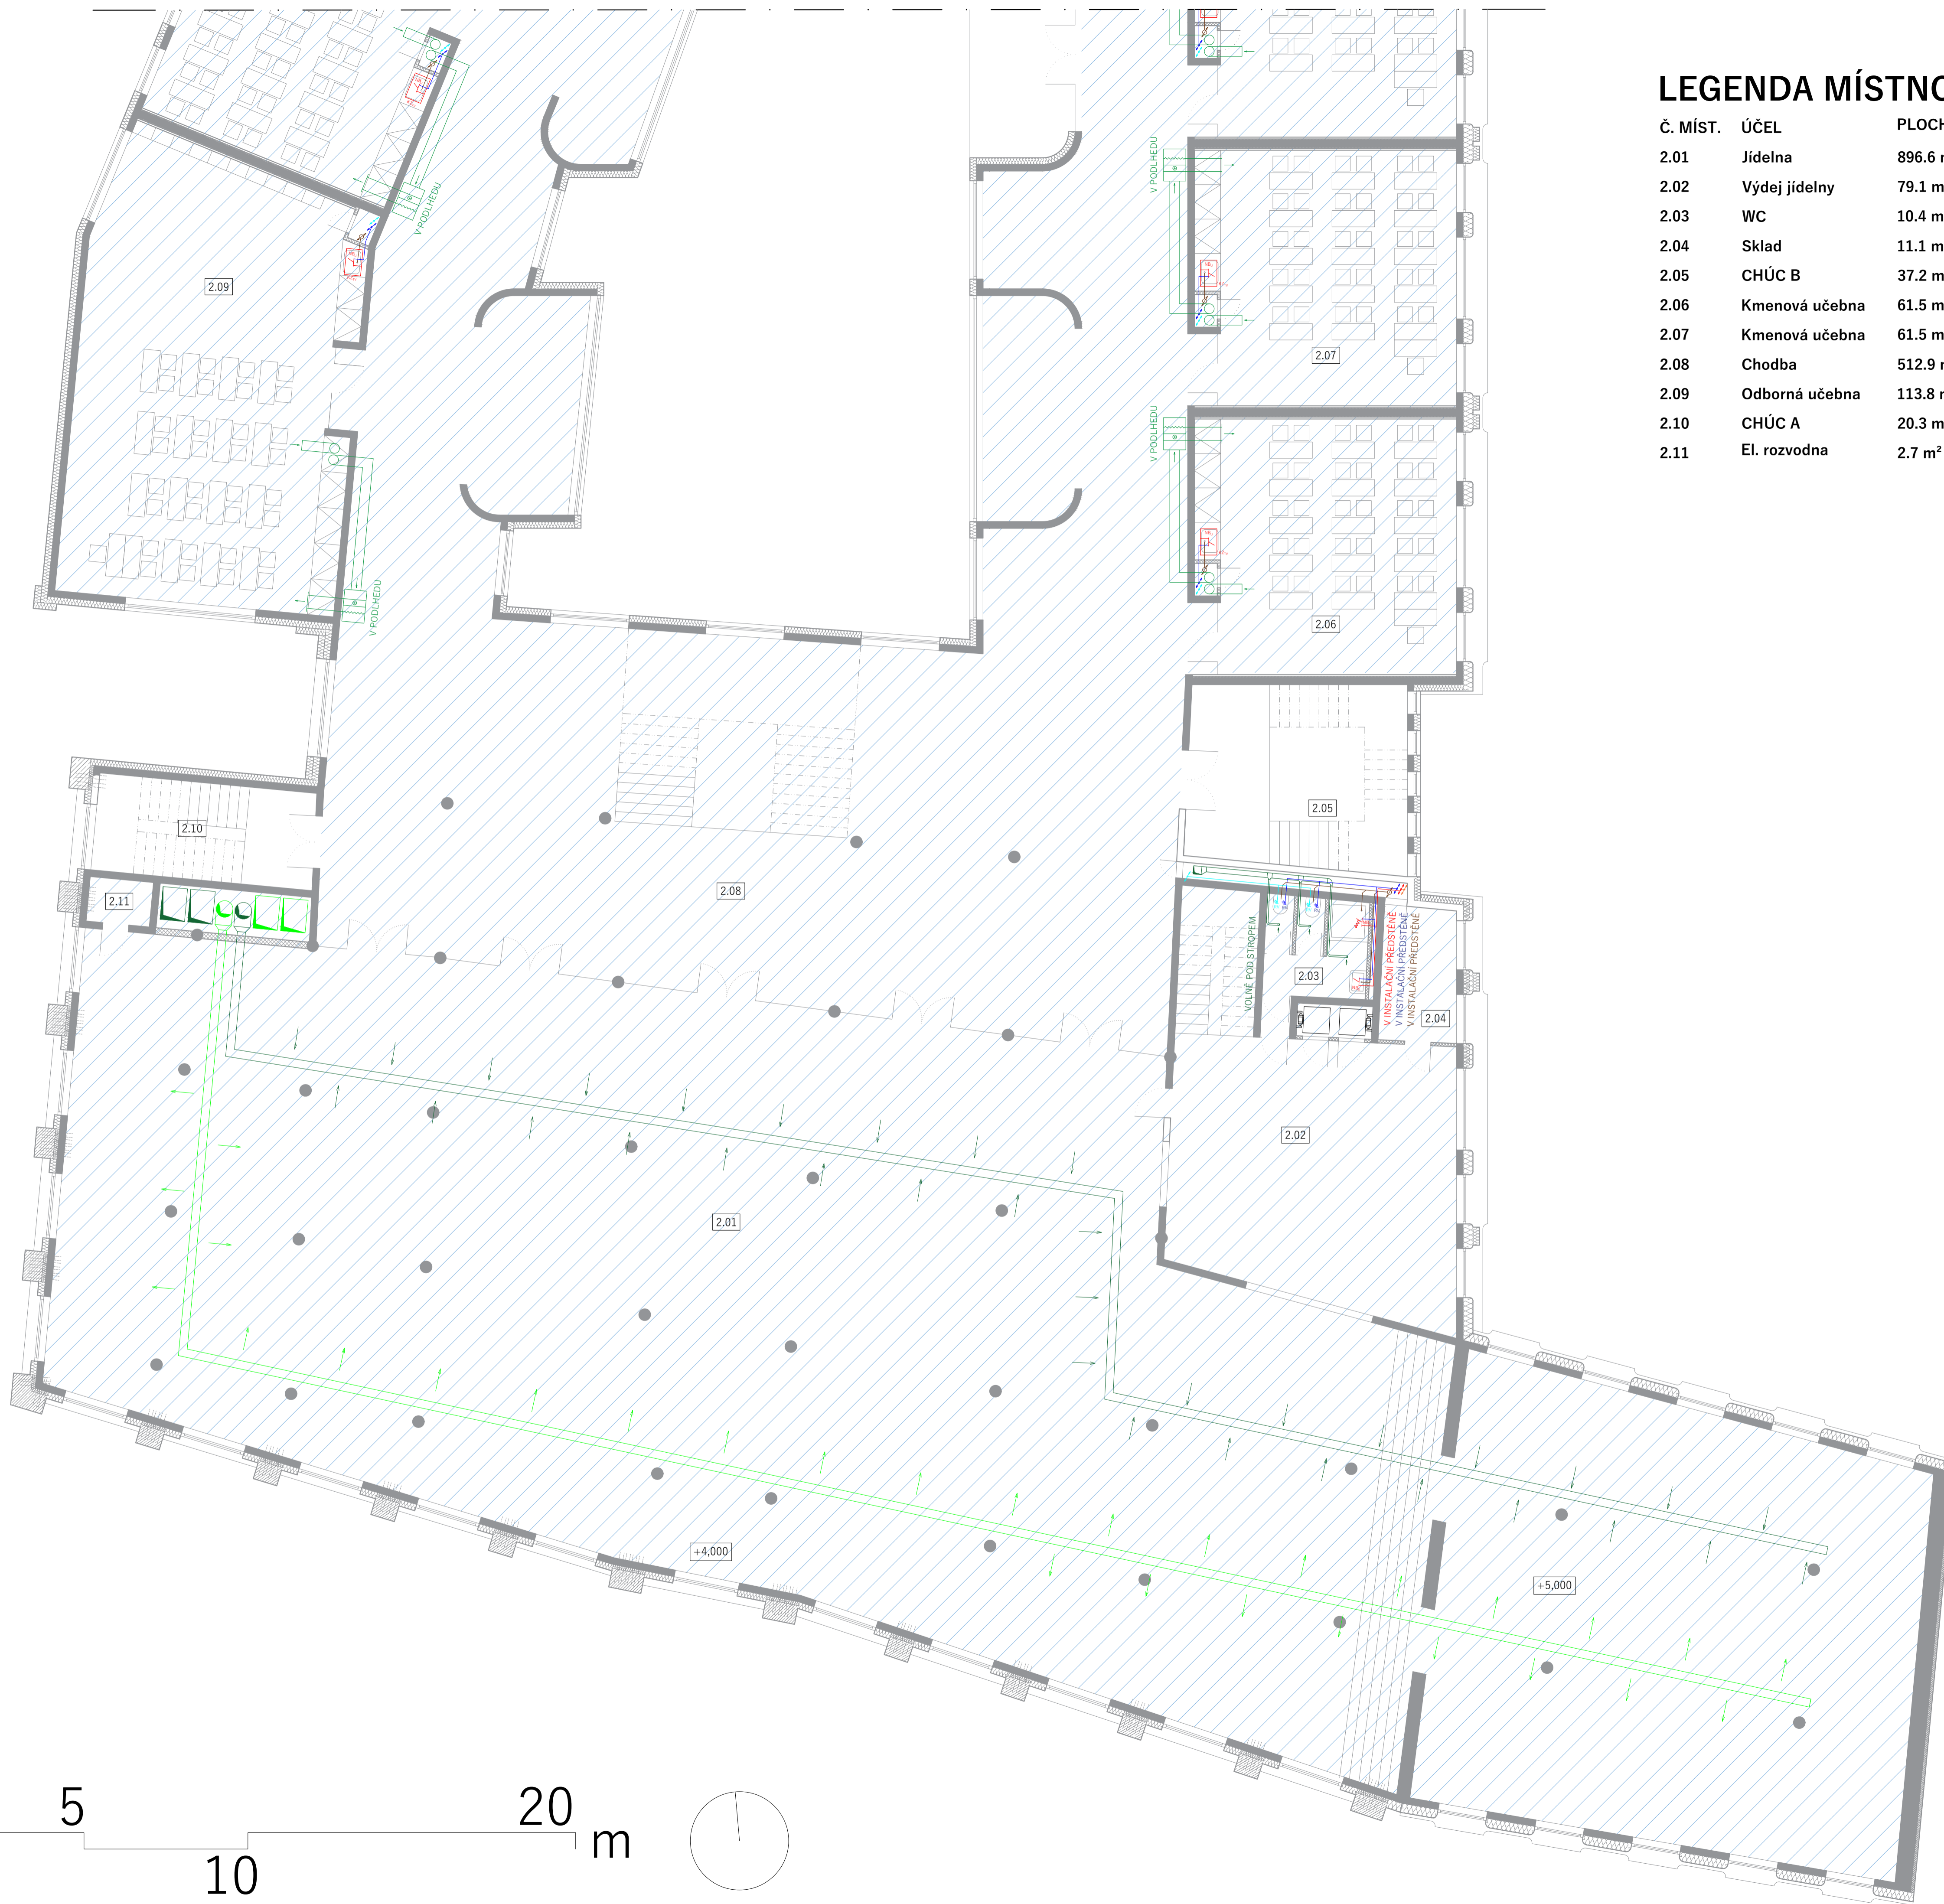 LEGENDA MÍSTNO
Č. MÍST. ÚČEL PLOCH
2.01 Jídelna 896.6 m
2.02 Výdej jídelny 79.1 m
2.03 WC 10.4 m
2.04 Sklad 11.1 m
2.05 CHÚC B 37.2 m
2.06 Kmenová učebna 61.5 m
2.07 Kmenová učebna 61.5 m
2.08 Chodba 512.9 m
2.09 Odborná učebna 113.8 m
2.10 CHÚC A 20.3 m
2.11 El. rozvodna 2.7 m²
V PODLHEDU
V PODLHEDU
2.09
2.07
V PODLHEDU
V PODLHEDU
2.06
2.05
2.10
2.08
2.11
VOLNĚ POD STROPEM
2.03
V INSTALAČNÍ PŘEDSTĚNĚ
V INSTALAČNÍ PŘEDSTĚNĚ
V INSTALAČNÍ PŘEDSTĚNĚ
2.04
2.02
2.01
+4,000
+5,000
5
20
m
10